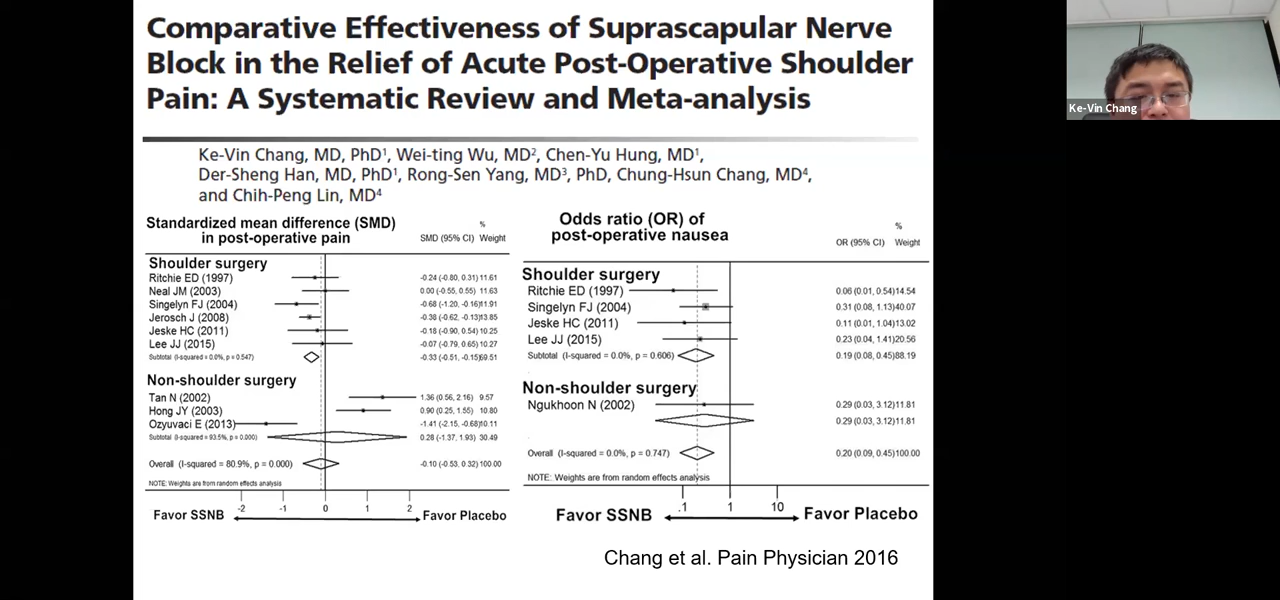 Comparative Effectiveness of Suprascapular Nerve
Block in the Relief of Acute Post-Operative Shoulder
Pain: A Systematic Review and Meta-analysis
Ke-Vin Chang, MD, PhD¹, Wei-ting Wu, MD², Chen-Yu Hung, MD¹,
Der-Sheng Han, MD, PhD¹, Rong-Sen Yang, MD³, PhD, Chung-Hsun Chang, MD⁴,
and Chih-Peng Lin, MD⁴
Standardized mean difference (SMD)
in post-operative pain
%
SMD (95% CI) Weight
Shoulder surgery
Ritchie ED (1997) -0.24 (-0.80, 0.31) 11.61
Neal JM (2003) 0.00 (-0.55, 0.55) 11.63
Singelyn FJ (2004) -0.68 (-1.20, -0.16) 11.91
Jerosch J (2008) -0.38 (-0.62, -0.13) 13.85
Jeske HC (2011) -0.18 (-0.90, 0.54) 10.25
Lee JJ (2015) -0.07 (-0.79, 0.65) 10.27
Subtotal (I-squared = 0.0%, p = 0.547) -0.33 (-0.51, -0.15) 69.51
Non-shoulder surgery
Tan N (2002) 1.36 (0.56, 2.16) 9.57
Hong JY (2003) 0.90 (0.25, 1.55) 10.80
Ozyuvaci E (2013) -1.41 (-2.15, -0.68) 10.11
Subtotal (I-squared = 93.5%, p = 0.000) 0.28 (-1.37, 1.93) 30.49
Overall (I-squared = 80.9%, p = 0.000) -0.10 (-0.53, 0.32) 100.00
NOTE: Weights are from random effects analysis
-2 -1 0 1 2
Favor SSNB Favor Placebo
Odds ratio (OR) of
post-operative nausea
%
OR (95% CI) Weight
Shoulder surgery
Ritchie ED (1997) 0.06 (0.01, 0.54) 14.54
Singelyn FJ (2004) 0.31 (0.08, 1.13) 40.07
Jeske HC (2011) 0.11 (0.01, 1.04) 13.02
Lee JJ (2015) 0.23 (0.04, 1.41) 20.56
Subtotal (I-squared = 0.0%, p = 0.606) 0.19 (0.08, 0.45) 88.19
Non-shoulder surgery
Ngukhoon N (2002) 0.29 (0.03, 3.12) 11.81
0.29 (0.03, 3.12) 11.81
Overall (I-squared = 0.0%, p = 0.747) 0.20 (0.09, 0.45) 100.00
NOTE: Weights are from random effects analysis
.1 1 10
Favor SSNB Favor Placebo
Chang et al. Pain Physician 2016
Ke-Vin Chang